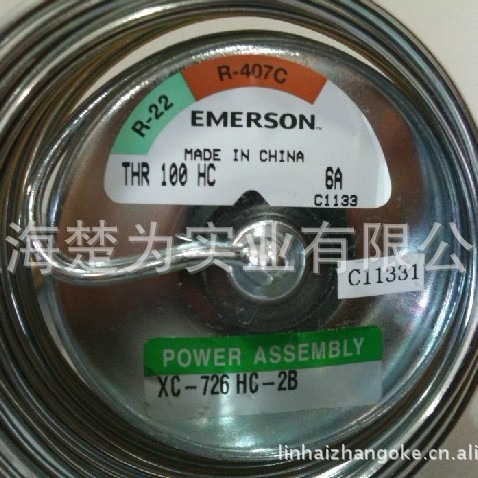 R-22 R-407C
EMERSON™
MADE IN CHINA
THR 100 HC 6A
C1133
海楚为实业有限公
C11331
POWER ASSEMBLY
XC-726 HC-2B
linhaizhangoke.cn.ali